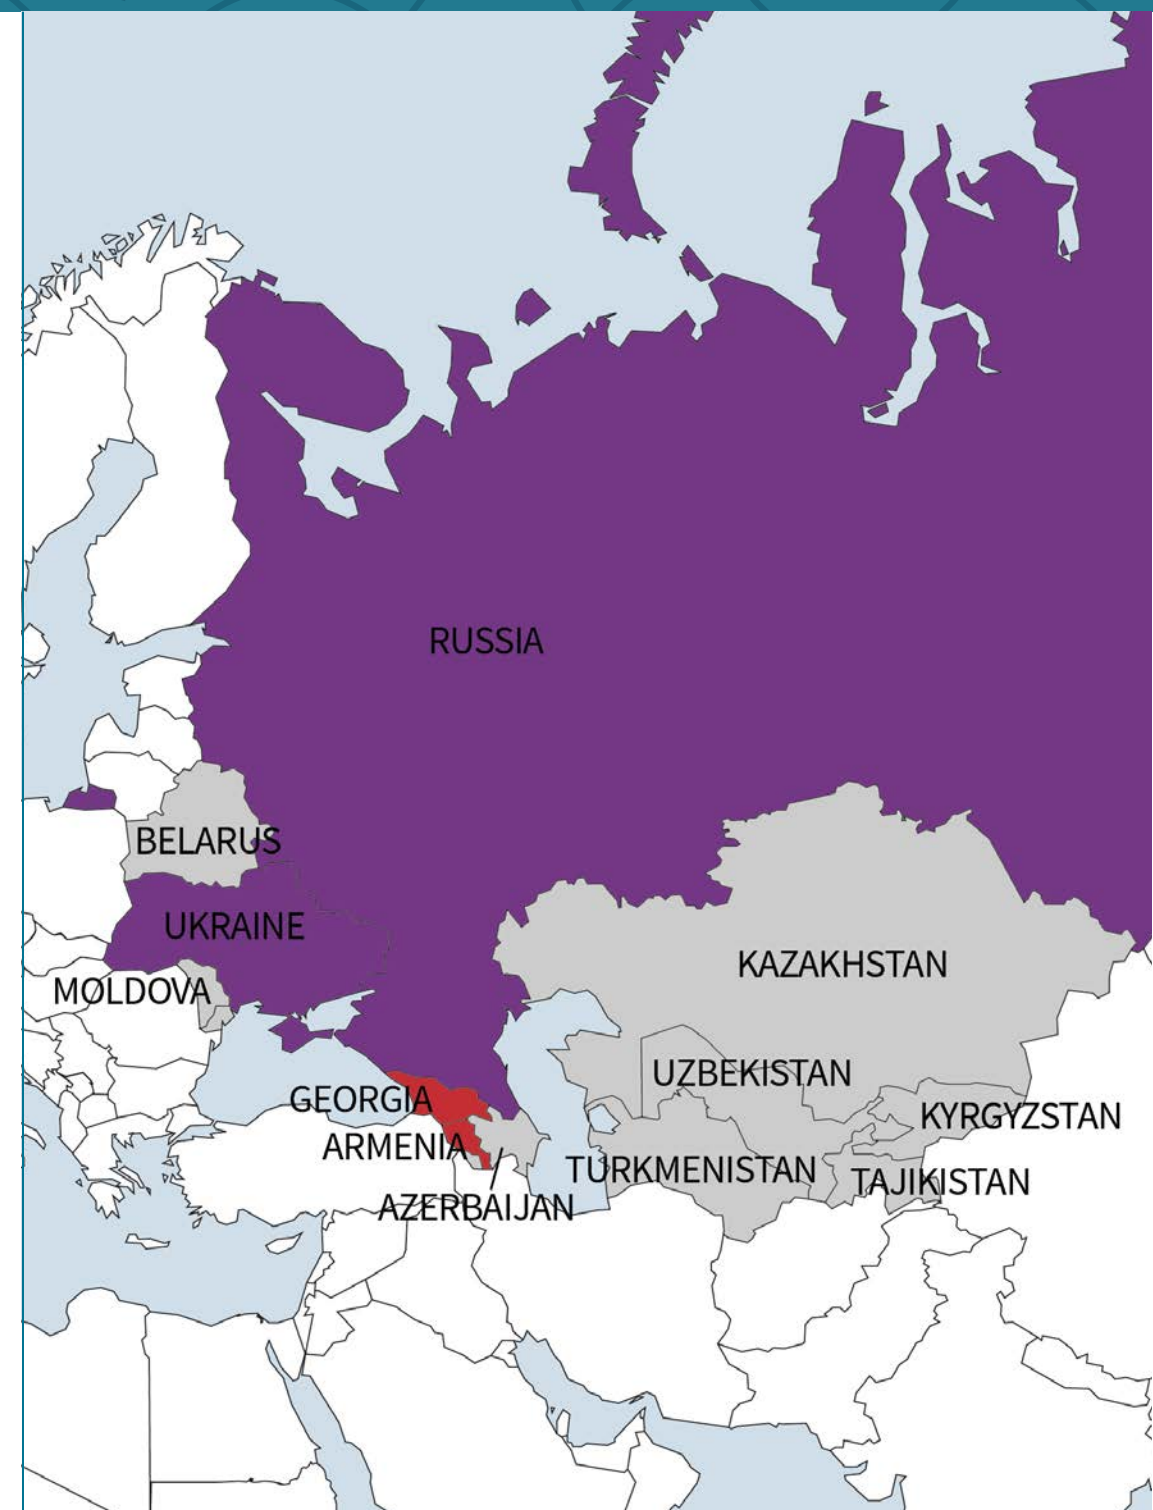 RUSSIA
BELARUS
UKRAINE
KAZAKHSTAN
MOLDOVA
UZBEKISTAN
GEORGIA
KYRGYZSTAN
ARMENIA
TURKMENISTAN
TAJIKISTAN
AZERBAIJAN